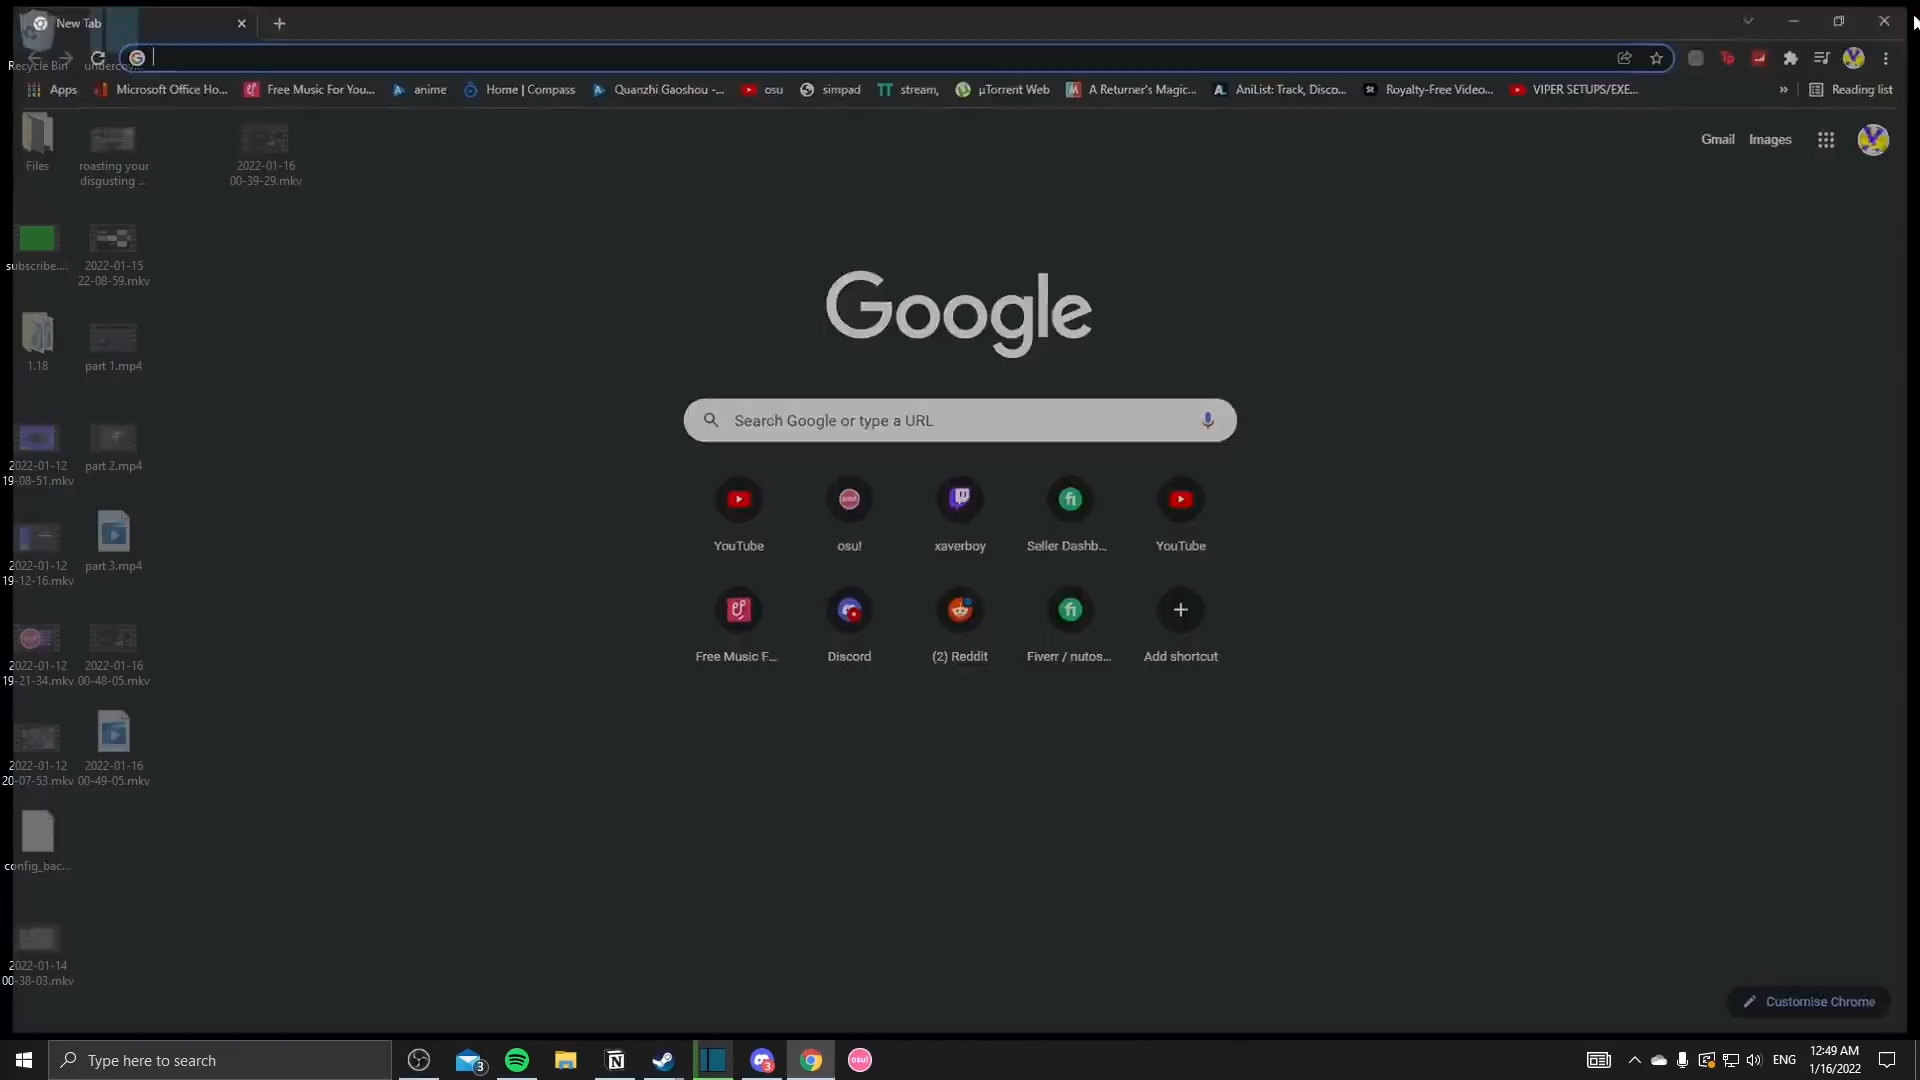 New Tab
Recycle Bin
undercov...
Apps
Microsoft Office Ho...
Free Music For You...
anime
Home | Compass
Quanzhi Gaoshou -...
osu
simpad
stream,
µTorrent Web
A Returner's Magic...
AniList: Track, Disco...
Royalty-Free Video...
VIPER SETUPS/EXE...
»
Reading list
Gmail
Images
Files
roasting your
disgusting ...
2022-01-16
00-39-29.mkv
subscribe....
2022-01-15
22-08-59.mkv
1.18
part 1.mp4
Google
Search Google or type a URL
2022-01-12
19-08-51.mkv
part 2.mp4
YouTube
osu!
xaverboy
Seller Dashb...
YouTube
2022-01-12
19-12-16.mkv
part 3.mp4
Free Music F...
Discord
(2) Reddit
Fiverr / nutos...
Add shortcut
2022-01-12
19-21-34.mkv
2022-01-16
00-48-05.mkv
2022-01-12
20-07-53.mkv
2022-01-16
00-49-05.mkv
config_bac...
2022-01-14
00-38-03.mkv
Customise Chrome
Type here to search
3
3
osu!
ENG
12:49 AM
1/16/2022